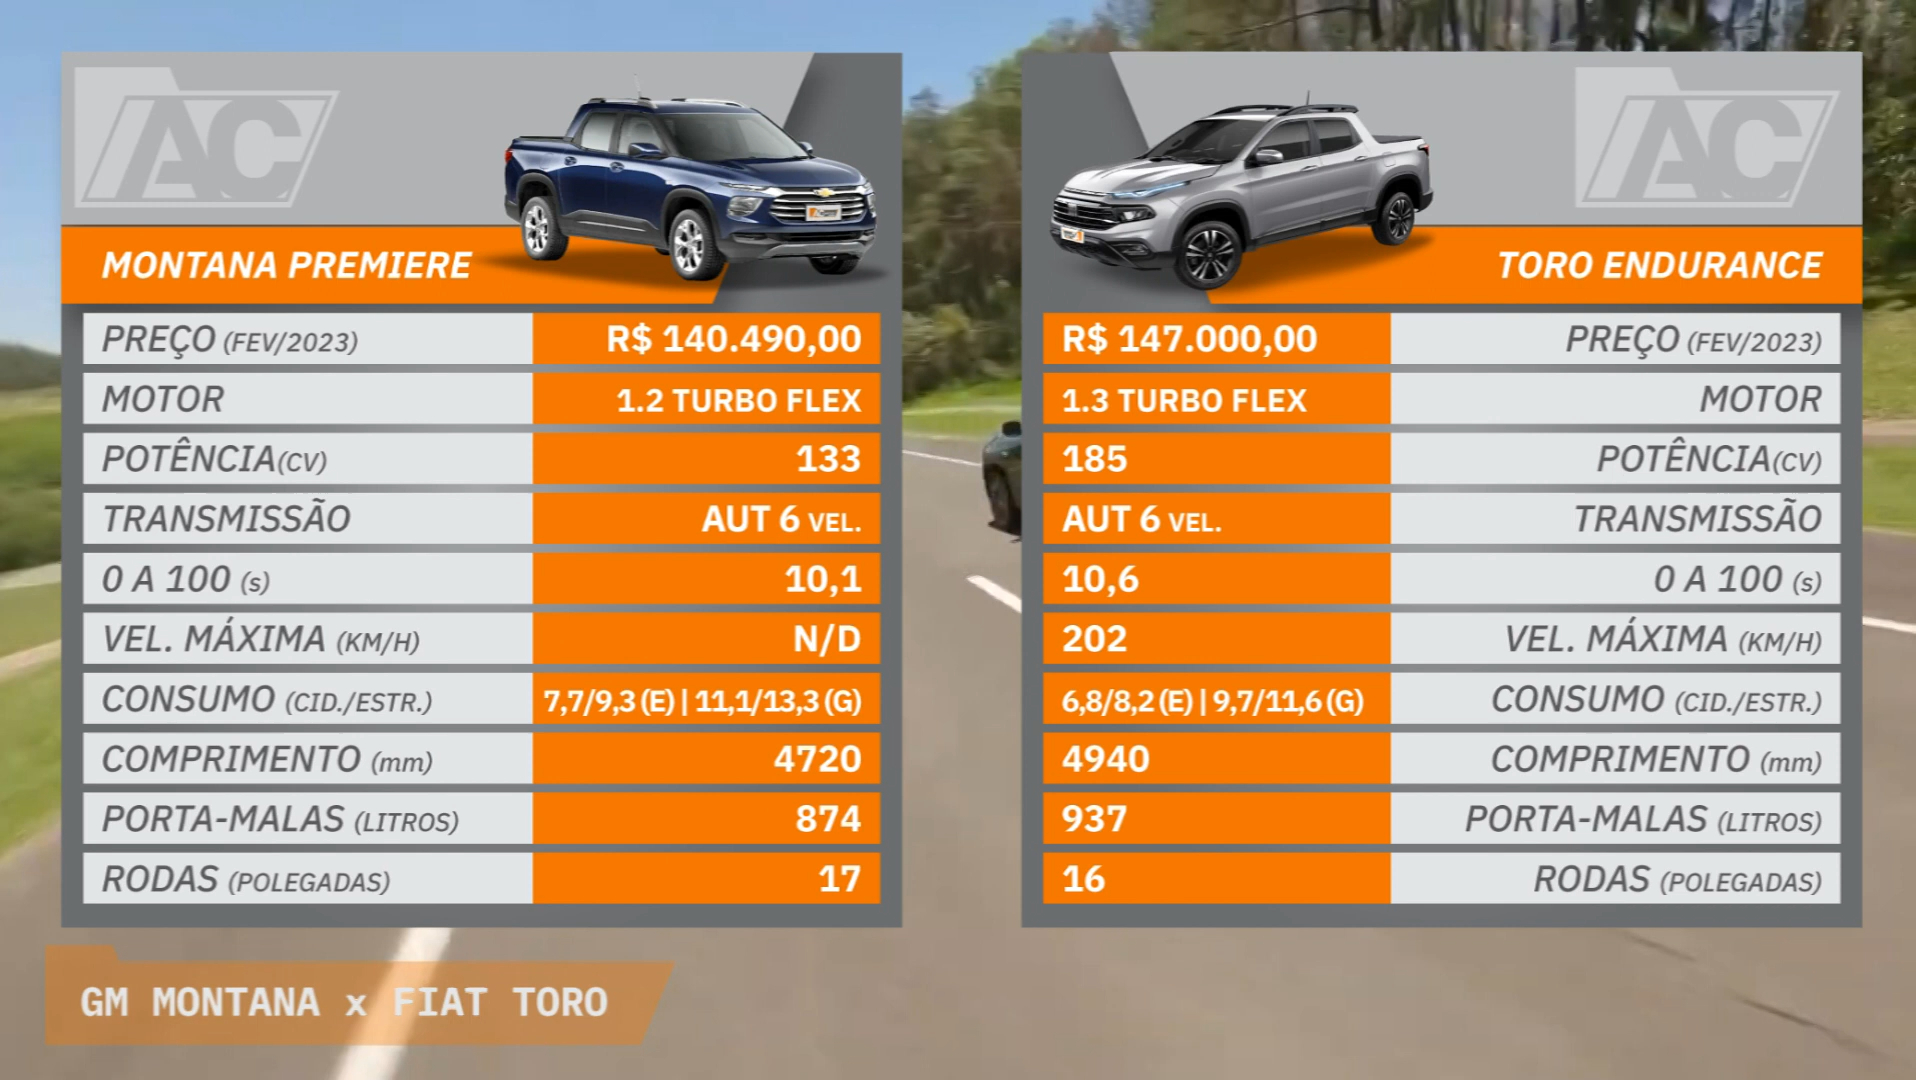 AC
MONTANA PREMIERE
PREÇO (FEV/2023) R$ 140.490,00
MOTOR 1.2 TURBO FLEX
POTÊNCIA(CV) 133
TRANSMISSÃO AUT 6 VEL.
0 A 100 (s) 10,1
VEL. MÁXIMA (KM/H) N/D
CONSUMO (CID./ESTR.) 7,7/9,3 (E) | 11,1/13,3 (G)
COMPRIMENTO (mm) 4720
PORTA-MALAS (LITROS) 874
RODAS (POLEGADAS) 17
AC
TORO ENDURANCE
R$ 147.000,00 PREÇO (FEV/2023)
1.3 TURBO FLEX MOTOR
185 POTÊNCIA(CV)
AUT 6 VEL. TRANSMISSÃO
10,6 0 A 100 (s)
202 VEL. MÁXIMA (KM/H)
6,8/8,2 (E) | 9,7/11,6 (G) CONSUMO (CID./ESTR.)
4940 COMPRIMENTO (mm)
937 PORTA-MALAS (LITROS)
16 RODAS (POLEGADAS)
GM MONTANA x FIAT TORO